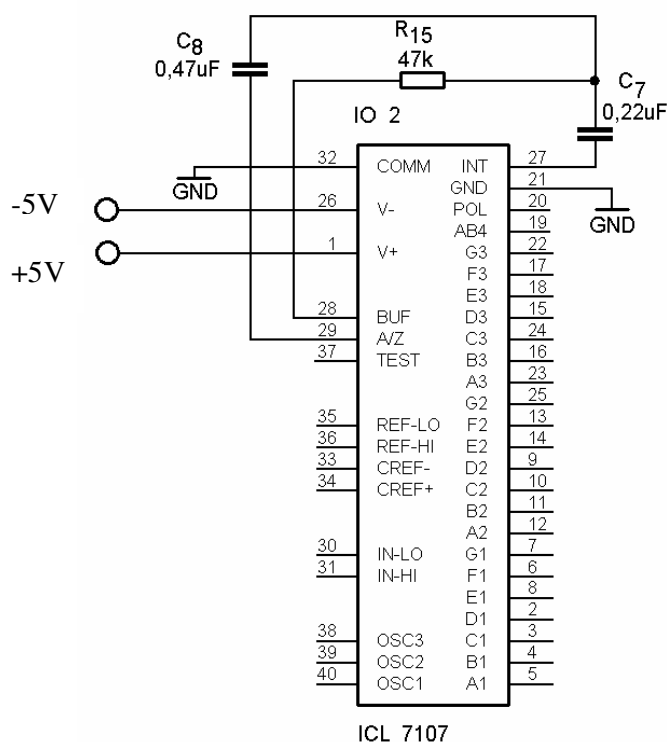 C8
0,47uF
R15
47k
C7
0,22uF
IO 2
GND
-5V
+5V
32 COMM INT 27
GND 21
26 V- POL 20
GND
AB4 19
1 V+ G3 22
F3 17
E3 18
28 BUF D3 15
29 A/Z C3 24
37 TEST B3 16
A3 23
G2 25
35 REF-LO F2 13
36 REF-HI E2 14
33 CREF- D2 9
34 CREF+ C2 10
B2 11
A2 12
30 IN-LO G1 7
31 IN-HI F1 6
E1 8
D1 2
38 OSC3 C1 3
39 OSC2 B1 4
40 OSC1 A1 5
ICL 7107